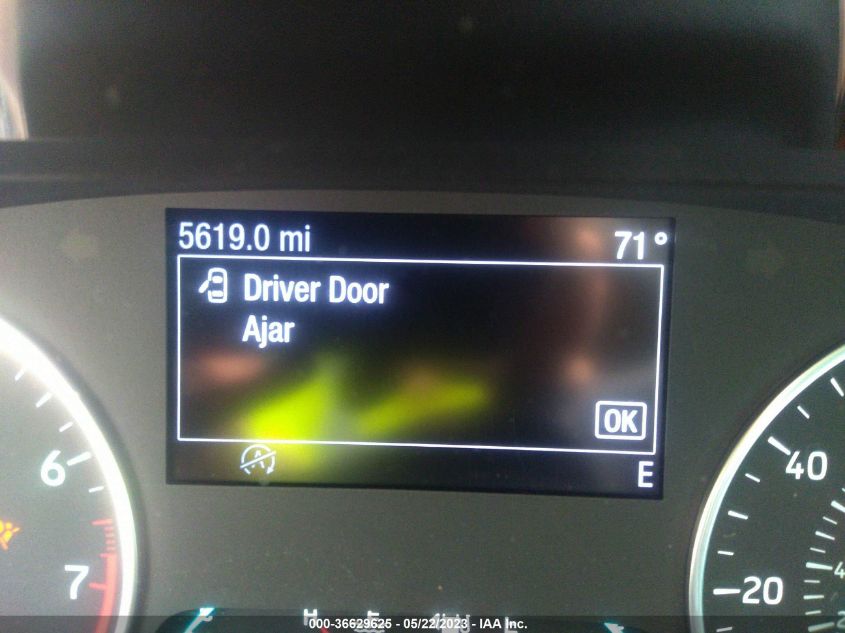 5619.0 mi 71°
Driver Door
Ajar
OK
E
6
7
40
20
H
000-36629625 - 05/22/2023 - IAA Inc.